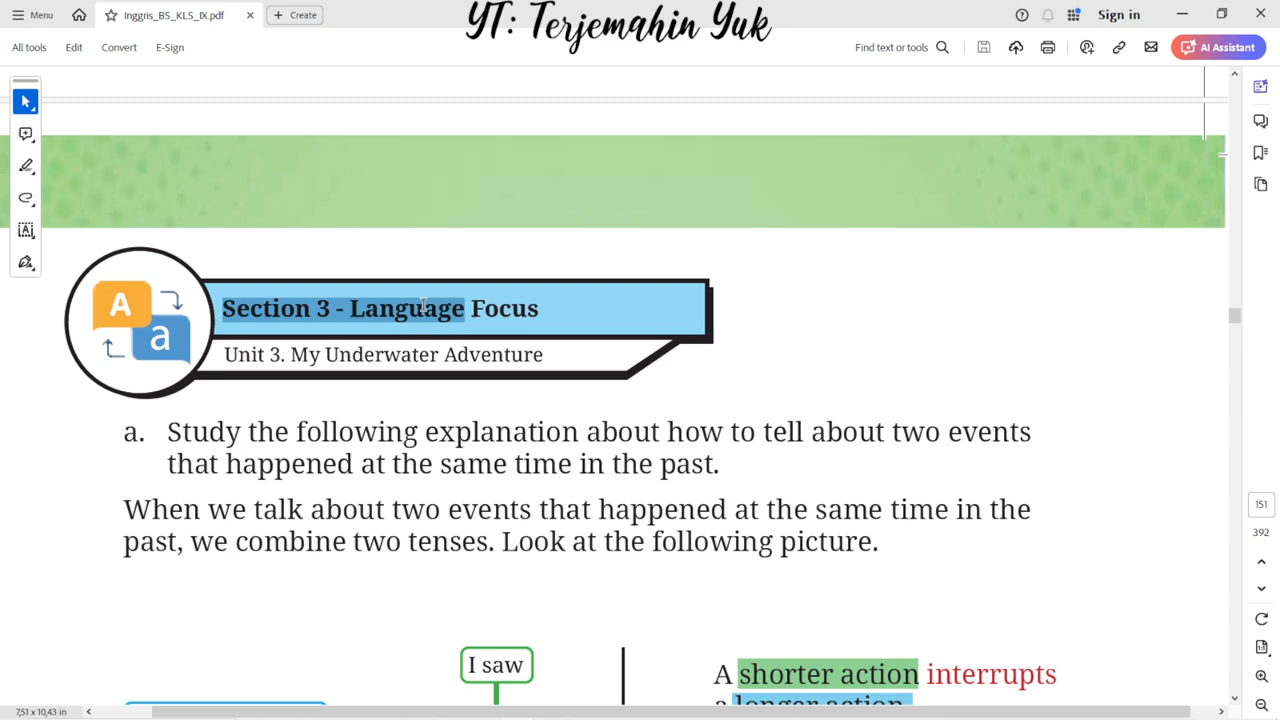 YT: Terjemahin Yuk
Menu
Inggris_BS_KLS_IX.pdf
Create
Sign in
All tools
Edit
Convert
E-Sign
Find text or tools
AI Assistant
A
a
Section 3 - Language Focus
Unit 3. My Underwater Adventure
a. Study the following explanation about how to tell about two events
that happened at the same time in the past.
When we talk about two events that happened at the same time in the
past, we combine two tenses. Look at the following picture.
I saw
A shorter action interrupts
a longer action
151
392
7,51 x 10,43 in